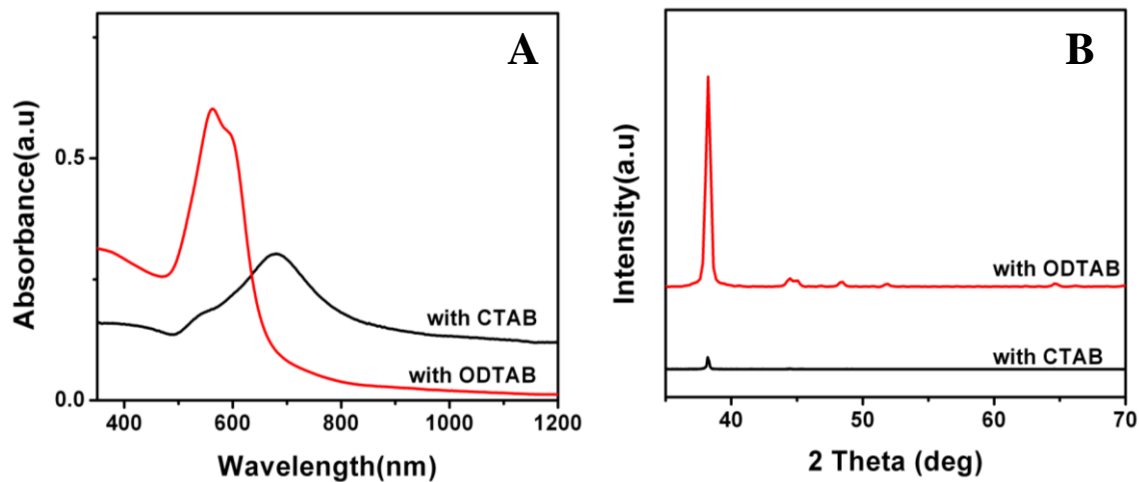 A
Absorbance(a.u)
0.5
0.0
with CTAB
with ODTAB
400 600 800 1000 1200
Wavelength(nm)
B
Intensity(a.u)
with ODTAB
with CTAB
40 50 60 70
2 Theta (deg)